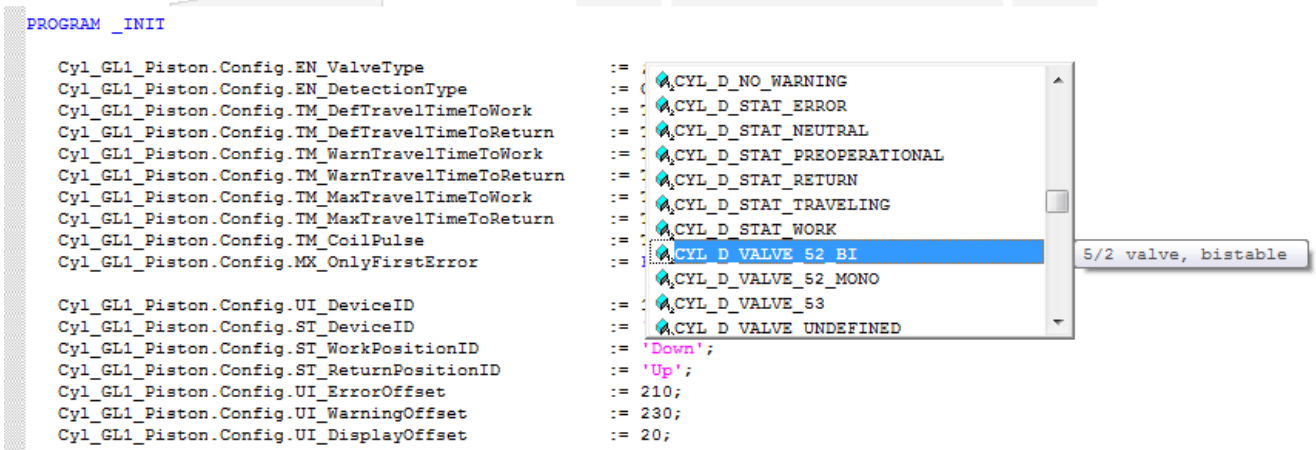 PROGRAM _INIT
Cyl_GL1_Piston.Config.EN_ValveType :=
Cyl_GL1_Piston.Config.EN_DetectionType :=
Cyl_GL1_Piston.Config.TM_DefTravelTimeToWork :=
Cyl_GL1_Piston.Config.TM_DefTravelTimeToReturn :=
Cyl_GL1_Piston.Config.TM_WarnTravelTimeToWork :=
Cyl_GL1_Piston.Config.TM_WarnTravelTimeToReturn :=
Cyl_GL1_Piston.Config.TM_MaxTravelTimeToWork :=
Cyl_GL1_Piston.Config.TM_MaxTravelTimeToReturn :=
Cyl_GL1_Piston.Config.TM_CoilPulse :=
Cyl_GL1_Piston.Config.MX_OnlyFirstError :=
Cyl_GL1_Piston.Config.UI_DeviceID :=
Cyl_GL1_Piston.Config.ST_DeviceID :=
Cyl_GL1_Piston.Config.ST_WorkPositionID := 'Down';
Cyl_GL1_Piston.Config.ST_ReturnPositionID := 'Up';
Cyl_GL1_Piston.Config.UI_ErrorOffset := 210;
Cyl_GL1_Piston.Config.UI_WarningOffset := 230;
Cyl_GL1_Piston.Config.UI_DisplayOffset := 20;
CYL_D_NO_WARNING
CYL_D_STAT_ERROR
CYL_D_STAT_NEUTRAL
CYL_D_STAT_PREOPERATIONAL
CYL_D_STAT_RETURN
CYL_D_STAT_TRAVELING
CYL_D_STAT_WORK
CYL_D_VALVE_52_BI
CYL_D_VALVE_52_MONO
CYL_D_VALVE_53
CYL_D_VALVE_UNDEFINED
5/2 valve, bistable